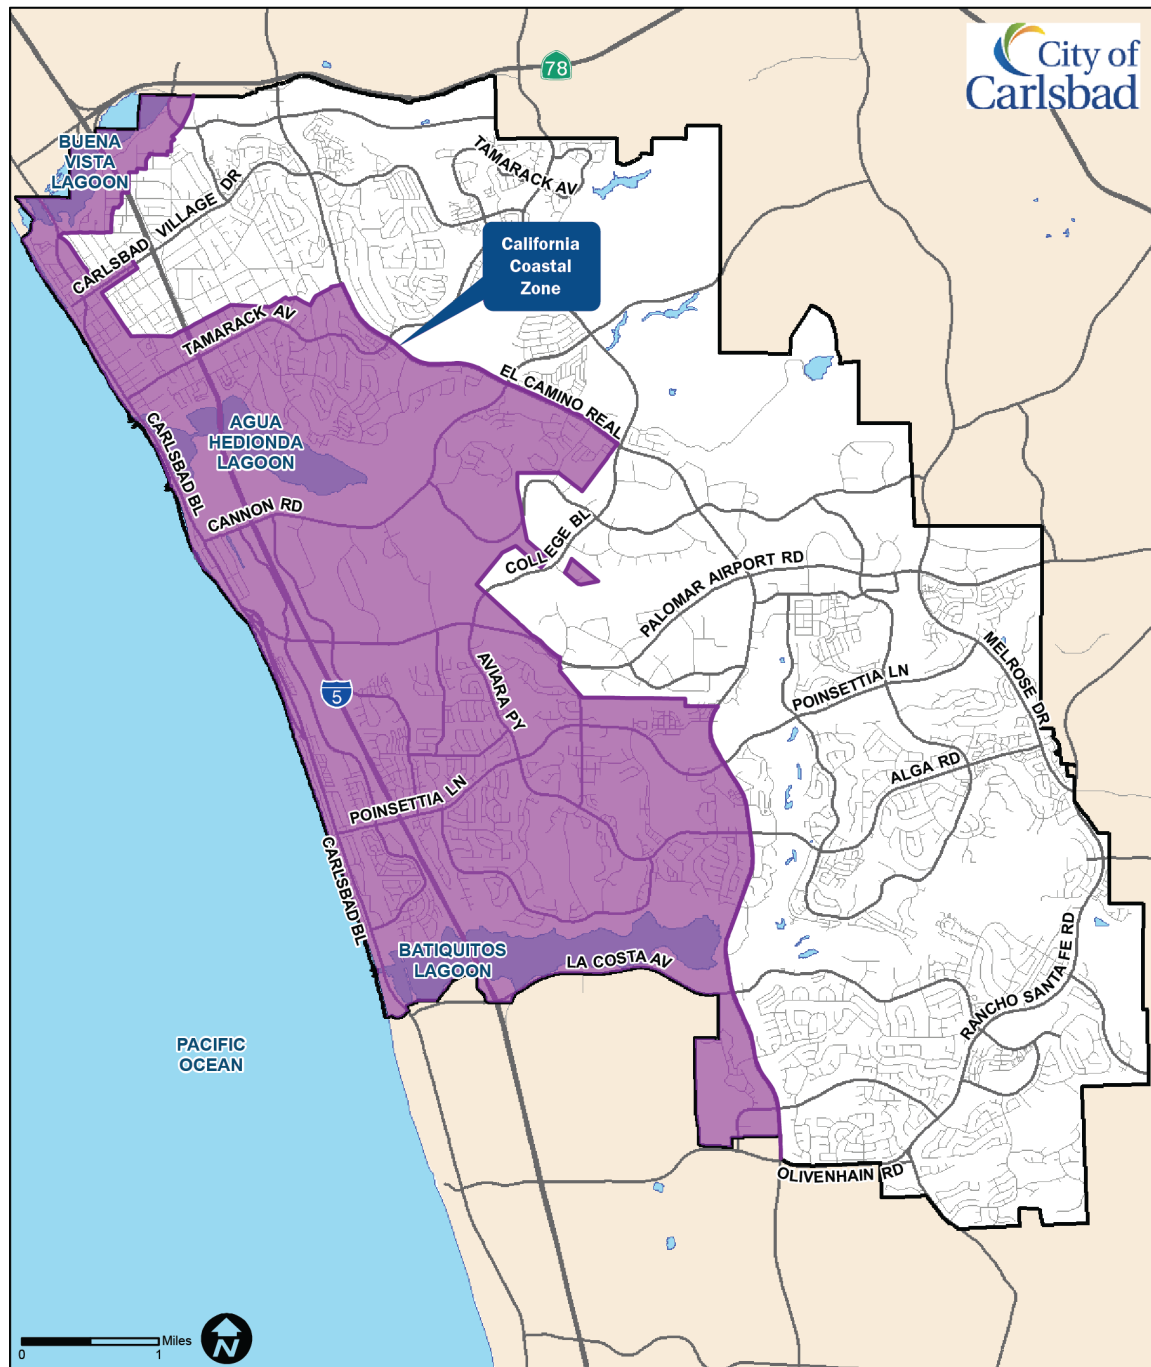 78
City of
Carlsbad
BUENA
VISTA
LAGOON
TAMARACK AV
CARLSBAD VILLAGE DR
California
Coastal
Zone
TAMARACK AV
EL CAMINO REAL
CARLSBAD BL
AGUA
HEDIONDA
LAGOON
CANNON RD
COLLEGE BL
PALOMAR AIRPORT RD
MELROSE DR
AVIARA PY
5
POINSETTIA LN
ALGA RD
POINSETTIA LN
CARLSBAD BL
BATIQUITOS
LAGOON
LA COSTA AV
RANCHO SANTA FE RD
PACIFIC
OCEAN
OLIVENHAIN RD
Miles
0
1
N